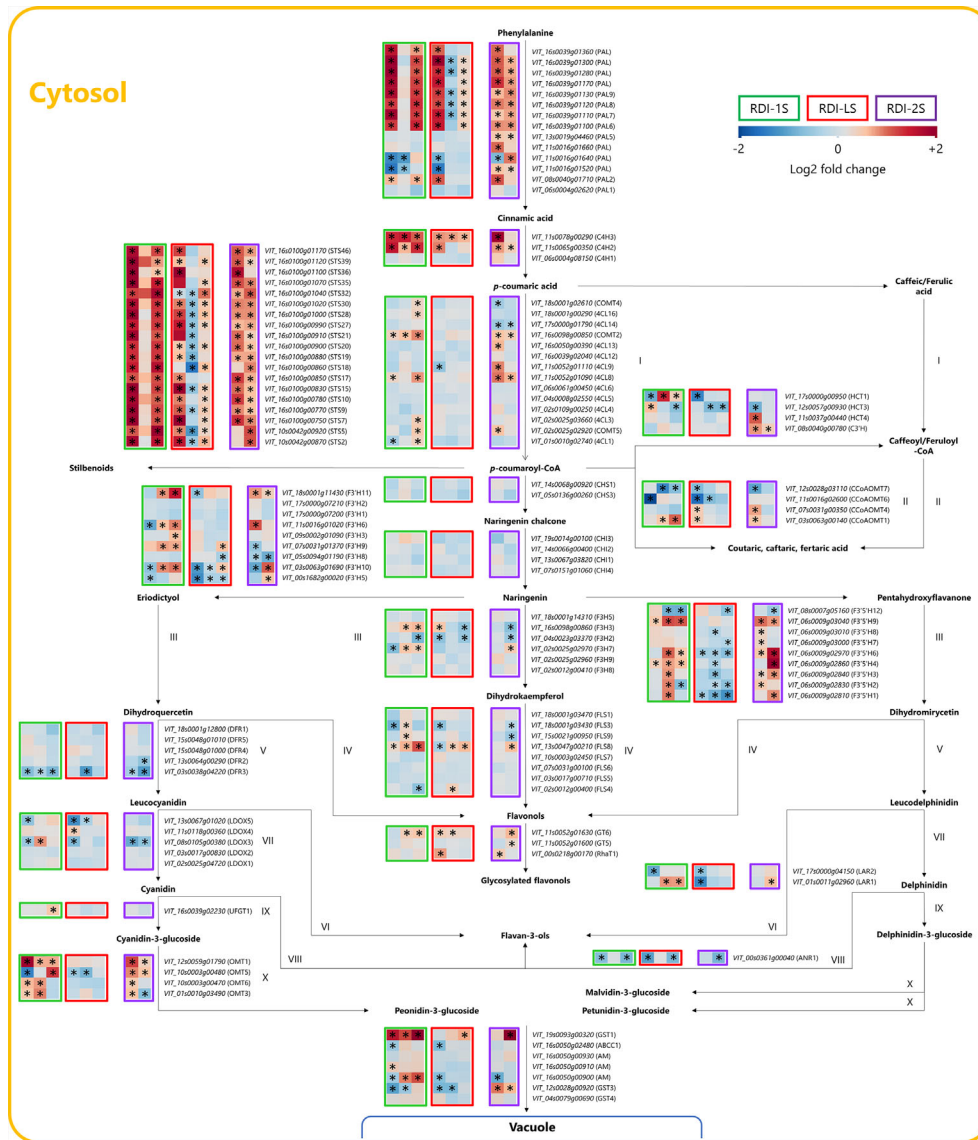 Phenylalanine
VIT_16s0039g01360 (PAL)
VIT_16s0039g01300 (PAL)
VIT_16s0039g01280 (PAL)
VIT_16s0039g01170 (PAL)
VIT_16s0039g01130 (PAL9)
VIT_16s0039g01120 (PAL8)
VIT_16s0039g01110 (PAL7)
VIT_16s0039g01100 (PAL6)
VIT_13s0019g04460 (PAL5)
VIT_11s0016g01660 (PAL)
VIT_11s0016g01640 (PAL)
VIT_11s0016g01520 (PAL)
VIT_08s0040g01710 (PAL2)
VIT_06s0004g02620 (PAL1)
Cytosol
RDI-1S RDI-LS RDI-2S
-2 +2
Log2 fold change
Cinnamic acid
VIT_11s0078g00290 (C4H3)
VIT_11s0065g00350 (C4H2)
VIT_06s0004g08150 (C4H1)
VIT_16s0100g01170 (STS46)
VIT_16s0100g01120 (STS39)
VIT_16s0100g01100 (STS36)
VIT_16s0100g01070 (STS35)
VIT_16s0100g01040 (STS32)
VIT_16s0100g01020 (STS30)
VIT_16s0100g01000 (STS28)
VIT_16s0100g00990 (STS27)
VIT_16s0100g00910 (STS21)
VIT_16s0100g00900 (STS20)
VIT_16s0100g00880 (STS19)
VIT_16s0100g00860 (STS18)
VIT_16s0100g00850 (STS17)
VIT_16s0100g00830 (STS15)
VIT_16s0100g00780 (STS10)
VIT_16s0100g00770 (STS9)
VIT_16s0100g00750 (STS7)
VIT_10s0042g00920 (STS5)
VIT_10s0042g00870 (STS2)
p-coumaric acid
Caffeic/Ferulic
acid
VIT_18s0001g02610 (COMT4)
VIT_18s0001g00290 (4CL16)
VIT_17s0000g01790 (4CL14)
VIT_16s0098g00850 (COMT2)
VIT_16s0050g00390 (4CL13)
VIT_16s0039g02040 (4CL12)
VIT_11s0052g01110 (4CL9)
VIT_11s0052g01090 (4CL8)
VIT_06s0061g00450 (4CL6)
VIT_04s0008g02550 (4CL5)
VIT_02s0109g00250 (4CL4)
VIT_02s0025g03660 (4CL3)
VIT_02s0025g02920 (COMT5)
VIT_01s0010g02740 (4CL1)
I I
VIT_17s0000g00950 (HCT1)
VIT_12s0057g00930 (HCT3)
VIT_11s0037g00440 (HCT4)
VIT_08s0040g00780 (C3'H)
Caffeoyl/Feruloyl
-CoA
Stilbenoids
p-coumaroyl-CoA
VIT_14s0068g00920 (CHS1)
VIT_05s0136g00260 (CHS3)
Naringenin chalcone
VIT_19s0014g00100 (CHI3)
VIT_14s0066g00400 (CHI2)
VIT_13s0067g03820 (CHI1)
VIT_07s0151g01060 (CHI4)
VIT_12s0028g03110 (CCoAOMT7)
VIT_11s0016g02600 (CCoAOMT6)
VIT_07s0031g00350 (CCoAOMT4)
VIT_03s0063g00140 (CCoAOMT1)
II II
Coutaric, caftaric, fertaric acid
VIT_18s0001g11430 (F3'H11)
VIT_17s0000g07210 (F3'H2)
VIT_17s0000g07200 (F3'H1)
VIT_11s0016g01020 (F3'H6)
VIT_09s0002g01090 (F3'H3)
VIT_07s0031g01370 (F3'H9)
VIT_05s0094g01190 (F3'H8)
VIT_03s0063g01690 (F3'H10)
VIT_00s1682g00020 (F3'H5)
Eriodictyol
Naringenin
Pentahydroxyflavanone
III III III
VIT_18s0001g14310 (F3H5)
VIT_16s0098g00860 (F3H3)
VIT_04s0023g03370 (F3H2)
VIT_02s0025g02970 (F3H7)
VIT_02s0025g02960 (F3H9)
VIT_02s0012g00410 (F3H8)
VIT_08s0007g05160 (F3'5'H12)
VIT_06s0009g03040 (F3'5'H9)
VIT_06s0009g03010 (F3'5'H8)
VIT_06s0009g03000 (F3'5'H7)
VIT_06s0009g02970 (F3'5'H6)
VIT_06s0009g02860 (F3'5'H4)
VIT_06s0009g02840 (F3'5'H3)
VIT_06s0009g02830 (F3'5'H2)
VIT_06s0009g02810 (F3'5'H1)
Dihydrokaempferol
Dihydroquercetin
Dihydromirycetin
VIT_18s0001g12800 (DFR1)
VIT_15s0048g01010 (DFR5)
VIT_15s0048g01000 (DFR4)
VIT_13s0064g00290 (DFR2)
VIT_03s0038g04220 (DFR3)
V IV
VIT_18s0001g03470 (FLS1)
VIT_18s0001g03430 (FLS3)
VIT_15s0021g00950 (FLS9)
VIT_13s0047g00210 (FLS8)
VIT_10s0003g02450 (FLS7)
VIT_07s0031g00100 (FLS6)
VIT_03s0017g00710 (FLS5)
VIT_02s0012g00400 (FLS4)
IV IV V
Leucocyanidin
Flavonols
Leucodelphinidin
VIT_13s0067g01020 (LDOX5)
VIT_11s0118g00360 (LDOX4)
VIT_08s0105g00380 (LDOX3)
VIT_03s0017g00830 (LDOX2)
VIT_02s0025g04720 (LDOX1)
VII
VIT_11s0052g01630 (GT6)
VIT_11s0052g01600 (GT5)
VIT_00s0218g00170 (RhaT1)
VII
Glycosylated flavonols
VIT_17s0000g04150 (LAR2)
VIT_01s0011g02960 (LAR1)
Cyanidin
Delphinidin
VIT_16s0039g02230 (UFGT1)
IX VI VI IX
Cyanidin-3-glucoside
Flavan-3-ols
Delphinidin-3-glucoside
VIII VIII
VIT_00s0361g00040 (ANR1)
VIT_12s0059g01790 (OMT1)
VIT_10s0003g00480 (OMT5)
VIT_10s0003g00470 (OMT6)
VIT_01s0010g03490 (OMT3)
X
Malvidin-3-glucoside X
Peonidin-3-glucoside
Petunidin-3-glucoside X
VIT_19s0093g00320 (GST1)
VIT_16s0050g02480 (ABCC1)
VIT_16s0050g00930 (AM)
VIT_16s0050g00910 (AM)
VIT_16s0050g00900 (AM)
VIT_12s0028g00920 (GST3)
VIT_04s0079g00690 (GST4)
Vacuole